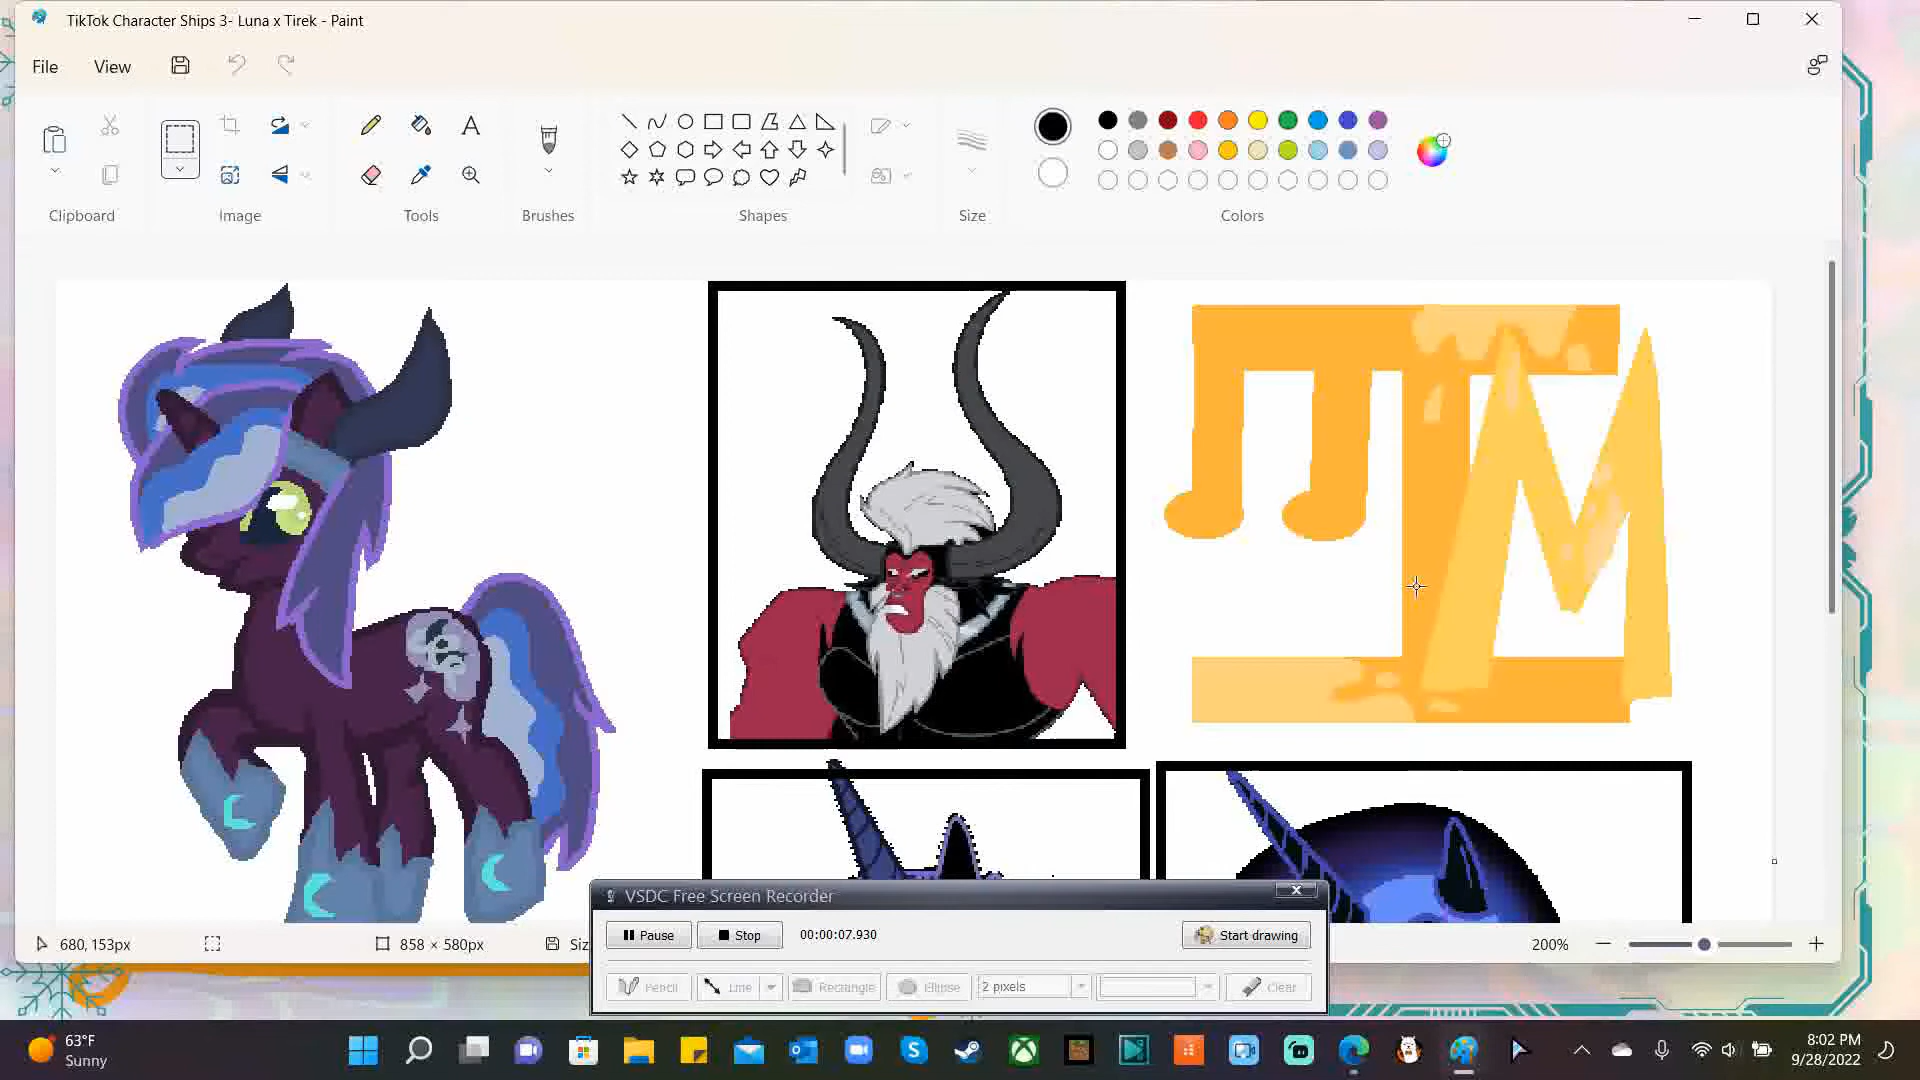 TikTok Character Ships 3- Luna x Tirek - Paint
File View
Clipboard Image Tools Brushes Shapes Size Colors
680, 153px 858 × 580px Siz 200%
VSDC Free Screen Recorder
Pause Stop 00:00:07.930 Start drawing
Pencil Line Rectangle Ellipse 2 pixels Clear
63°F
Sunny
8:02 PM
9/28/2022